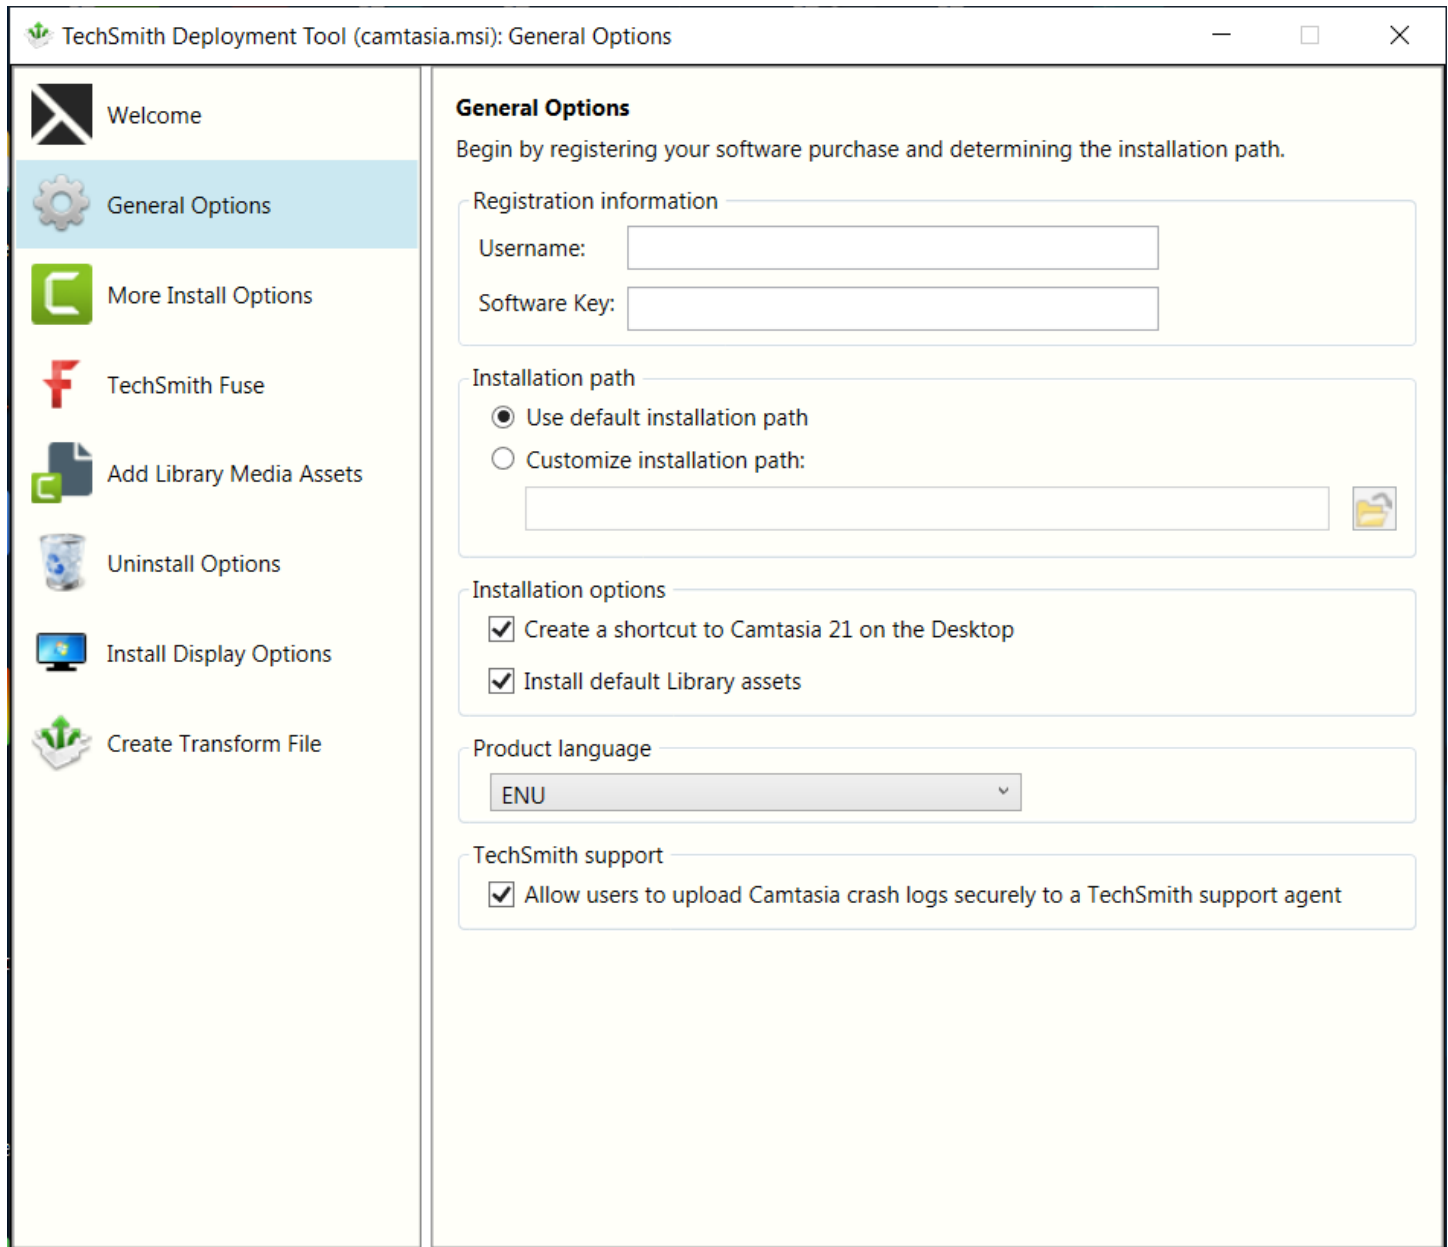 TechSmith Deployment Tool (camtasia.msi): General Options
Welcome
General Options
More Install Options
TechSmith Fuse
Add Library Media Assets
Uninstall Options
Install Display Options
Create Transform File
General Options
Begin by registering your software purchase and determining the installation path.
Registration information
Username:
Software Key:
Installation path
Use default installation path
Customize installation path:
Installation options
Create a shortcut to Camtasia 21 on the Desktop
Install default Library assets
Product language
ENU
TechSmith support
Allow users to upload Camtasia crash logs securely to a TechSmith support agent